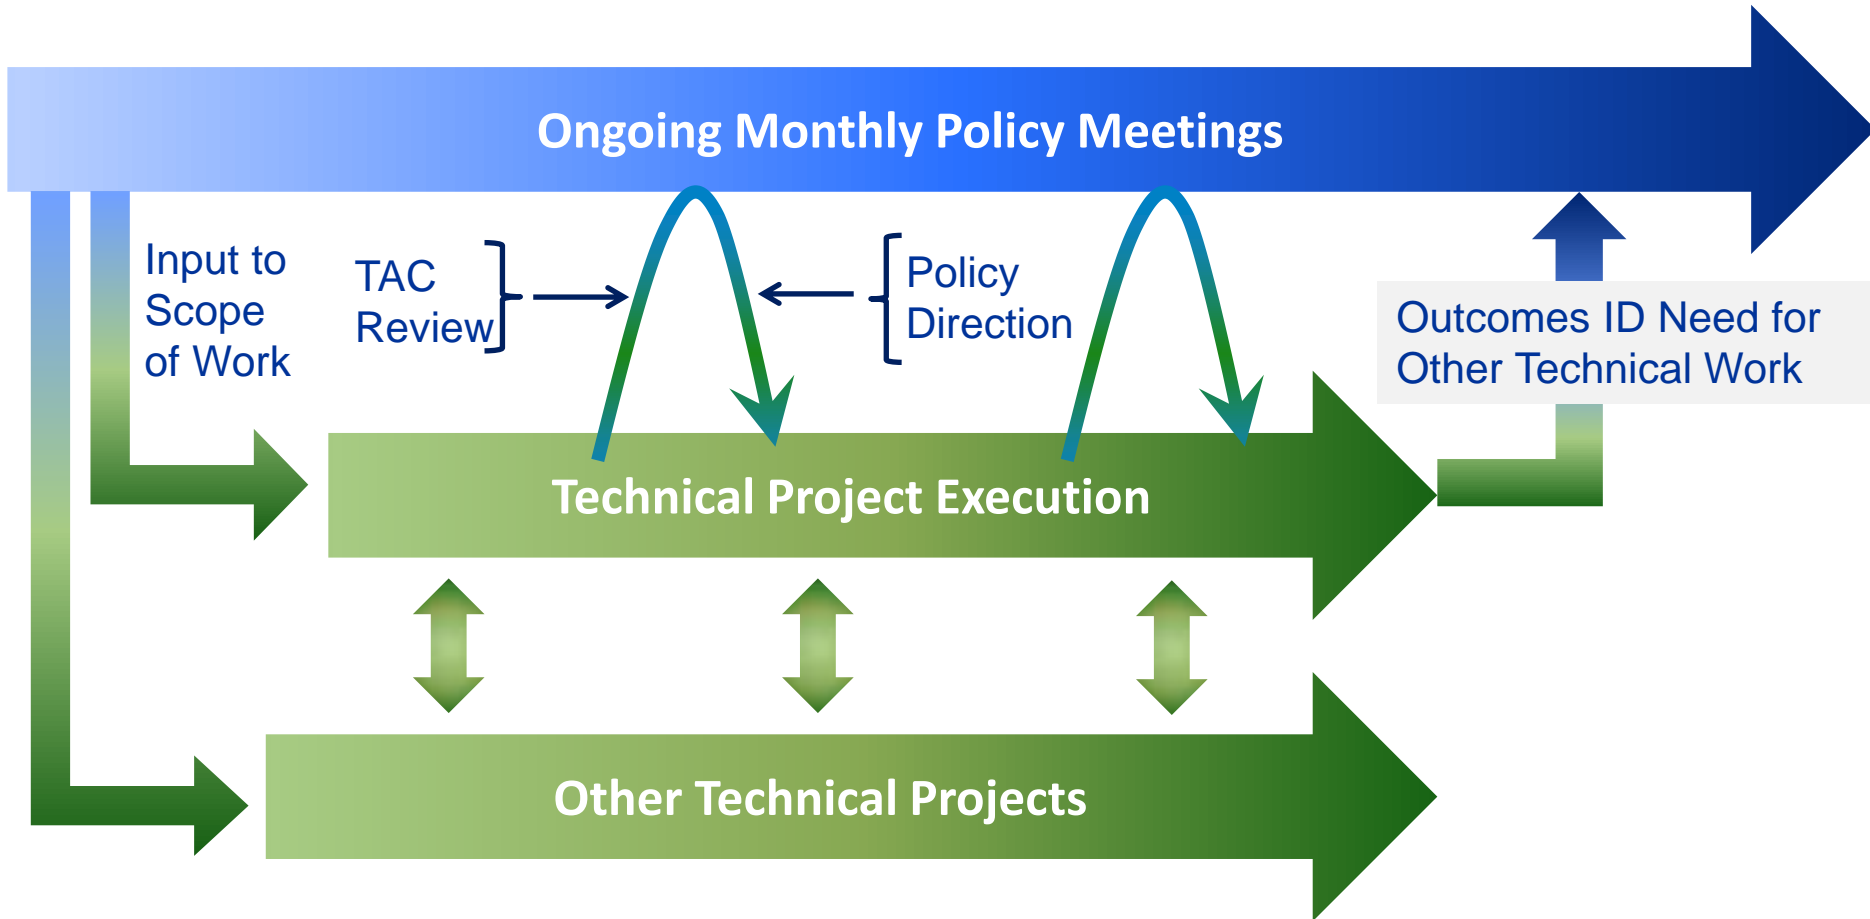 Ongoing Monthly Policy Meetings
Input to
Scope
of Work
TAC
Review
Policy
Direction
Outcomes ID Need for
Other Technical Work
Technical Project Execution
Other Technical Projects